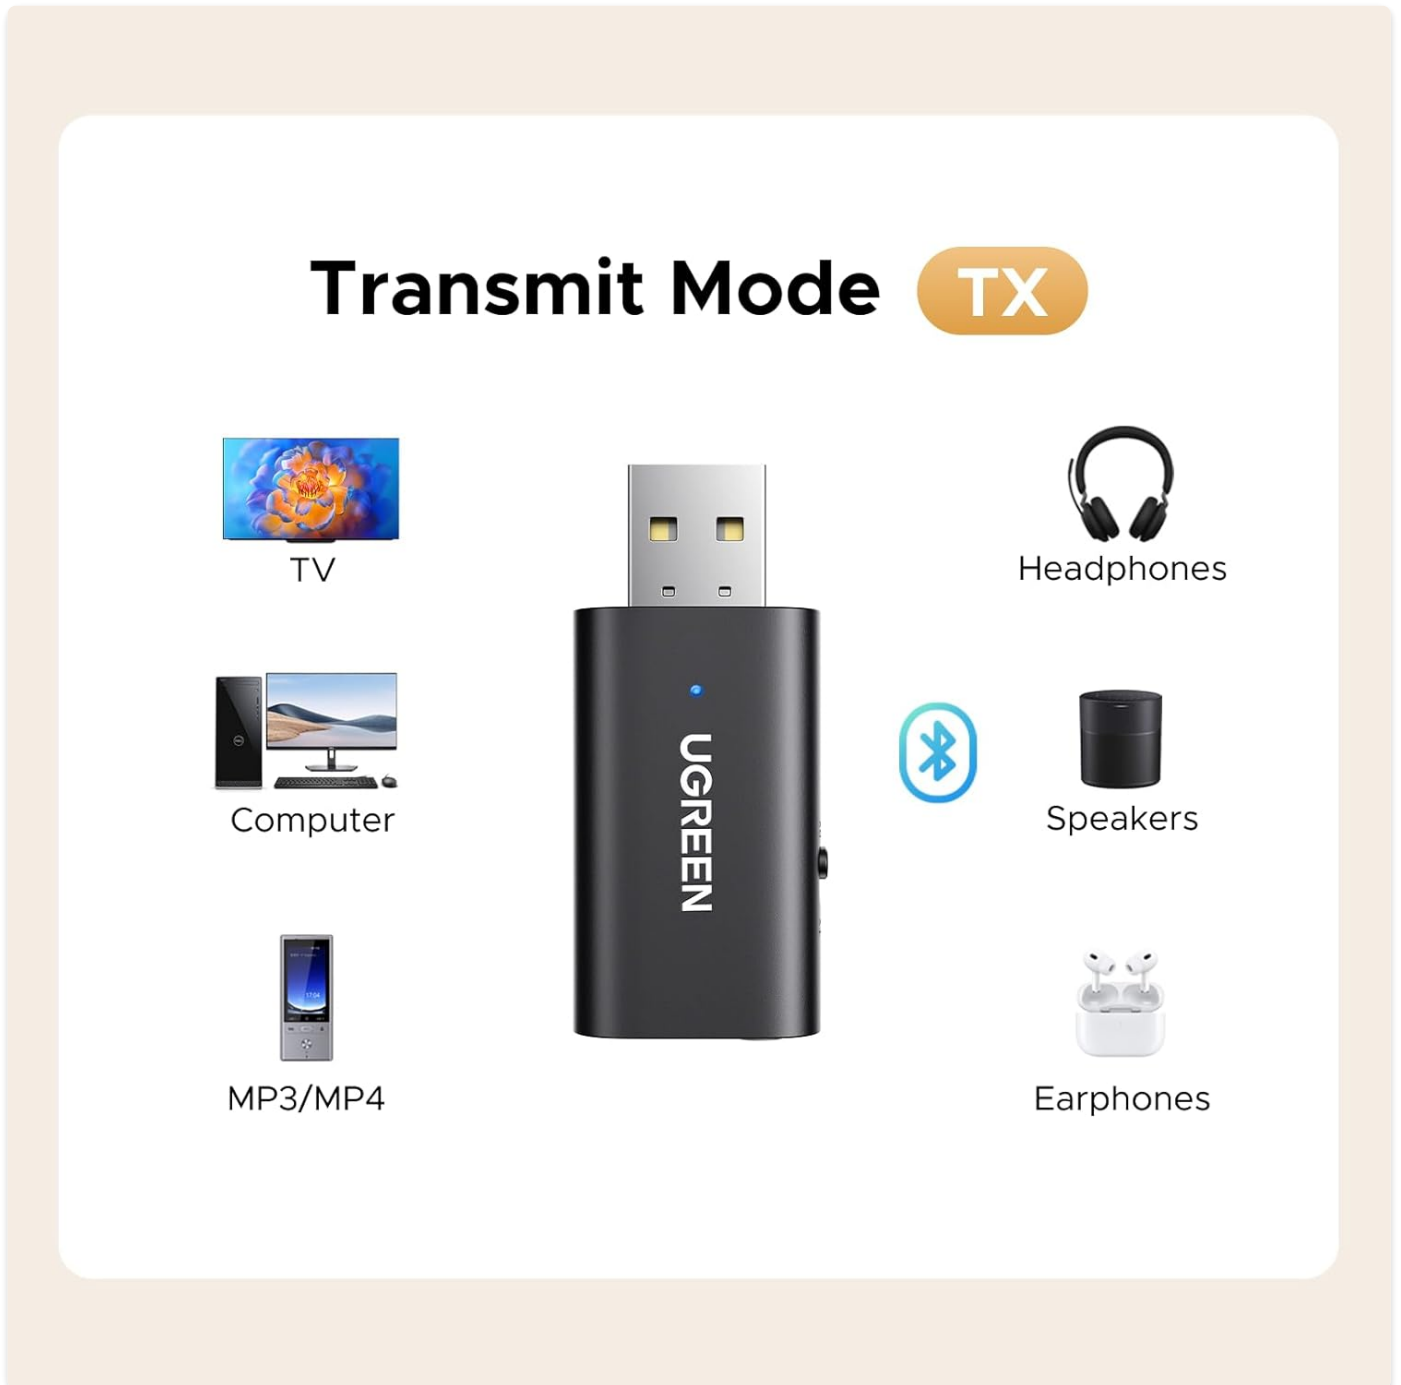 Transmit Mode TX
TV
Headphones
UGREEN
Computer
Speakers
MP3/MP4
Earphones